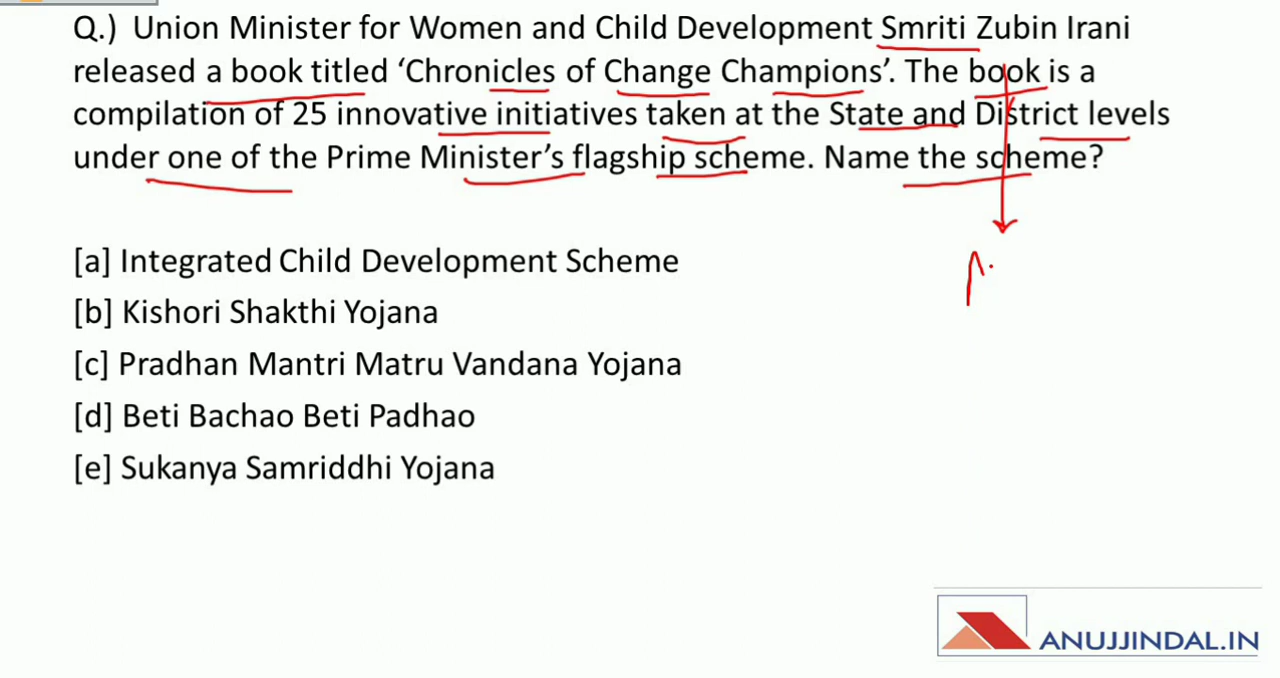 Q.) Union Minister for Women and Child Development Smriti Zubin Irani
released a book titled ‘Chronicles of Change Champions’. The book is a
compilation of 25 innovative initiatives taken at the State and District levels
under one of the Prime Minister’s flagship scheme. Name the scheme?
[a] Integrated Child Development Scheme
[b] Kishori Shakthi Yojana
[c] Pradhan Mantri Matru Vandana Yojana
[d] Beti Bachao Beti Padhao
[e] Sukanya Samriddhi Yojana
ANUJJINDAL.IN